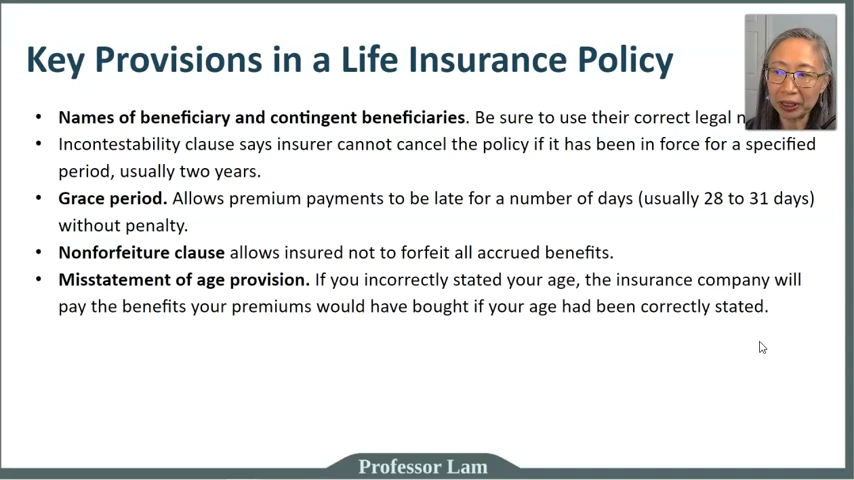 Key Provisions in a Life Insurance Policy
• Names of beneficiary and contingent beneficiaries. Be sure to use their correct legal
• Incontestability clause says insurer cannot cancel the policy if it has been in force for a specified
period, usually two years.
• Grace period. Allows premium payments to be late for a number of days (usually 28 to 31 days)
without penalty.
• Nonforfeiture clause allows insured not to forfeit all accrued benefits.
• Misstatement of age provision. If you incorrectly stated your age, the insurance company will
pay the benefits your premiums would have bought if your age had been correctly stated.
Professor Lam